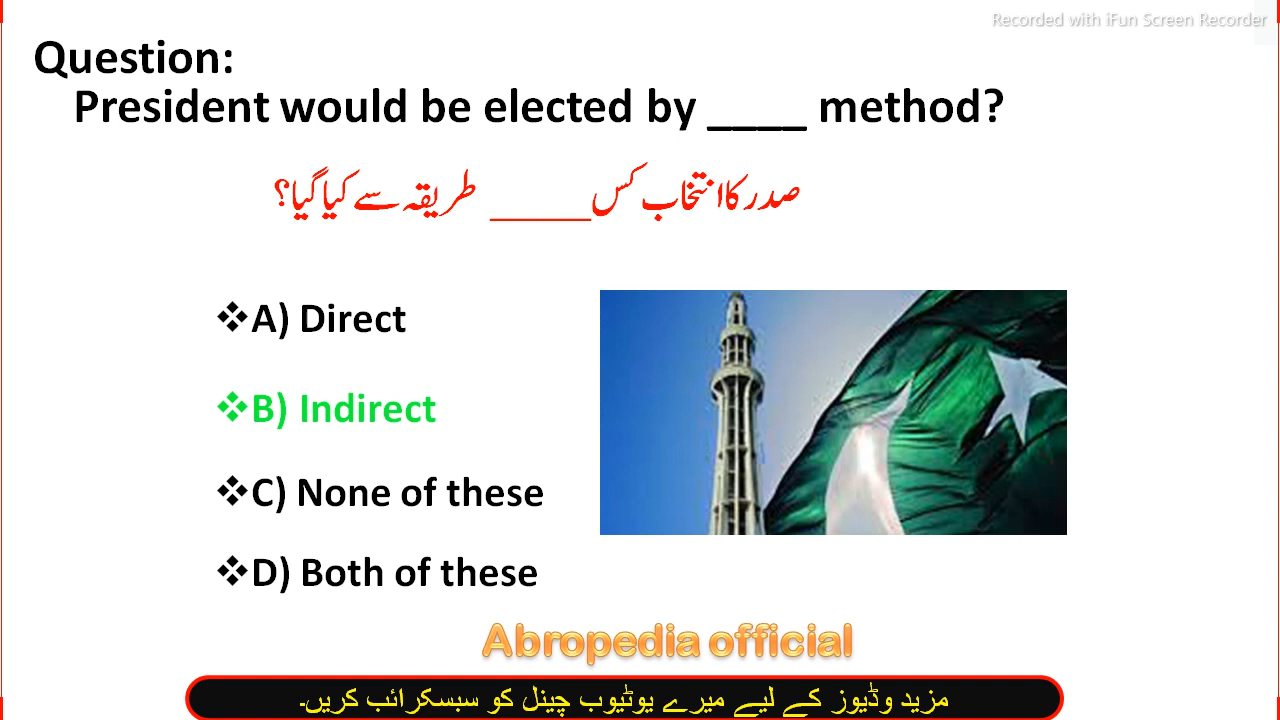 Recorded with iFun Screen Recorder
Question:
President would be elected by ____ method?
صدر کا انتخاب کس____ طریقہ سے کیا گیا؟
❖A) Direct
❖B) Indirect
❖C) None of these
❖D) Both of these
Abropedia official
مزید وڈیوز کے لیے میرے یوٹیوب چینل کو سبسکرائب کریں۔